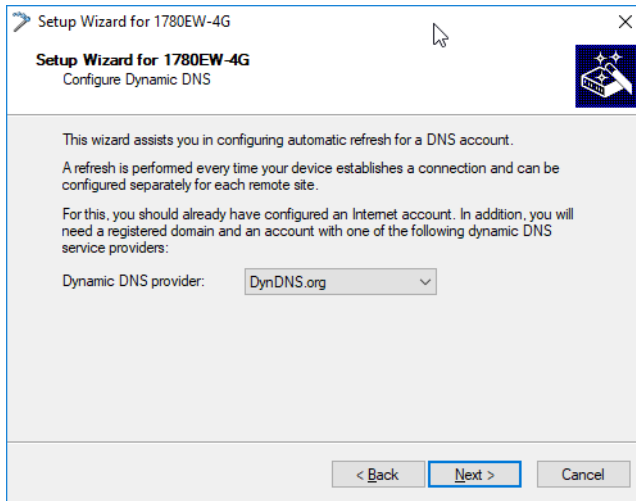 Setup Wizard for 1780EW-4G
Setup Wizard for 1780EW-4G
Configure Dynamic DNS
This wizard assists you in configuring automatic refresh for a DNS account.
A refresh is performed every time your device establishes a connection and can be
configured separately for each remote site.
For this, you should already have configured an Internet account. In addition, you will
need a registered domain and an account with one of the following dynamic DNS
service providers:
Dynamic DNS provider: DynDNS.org
< Back Next > Cancel